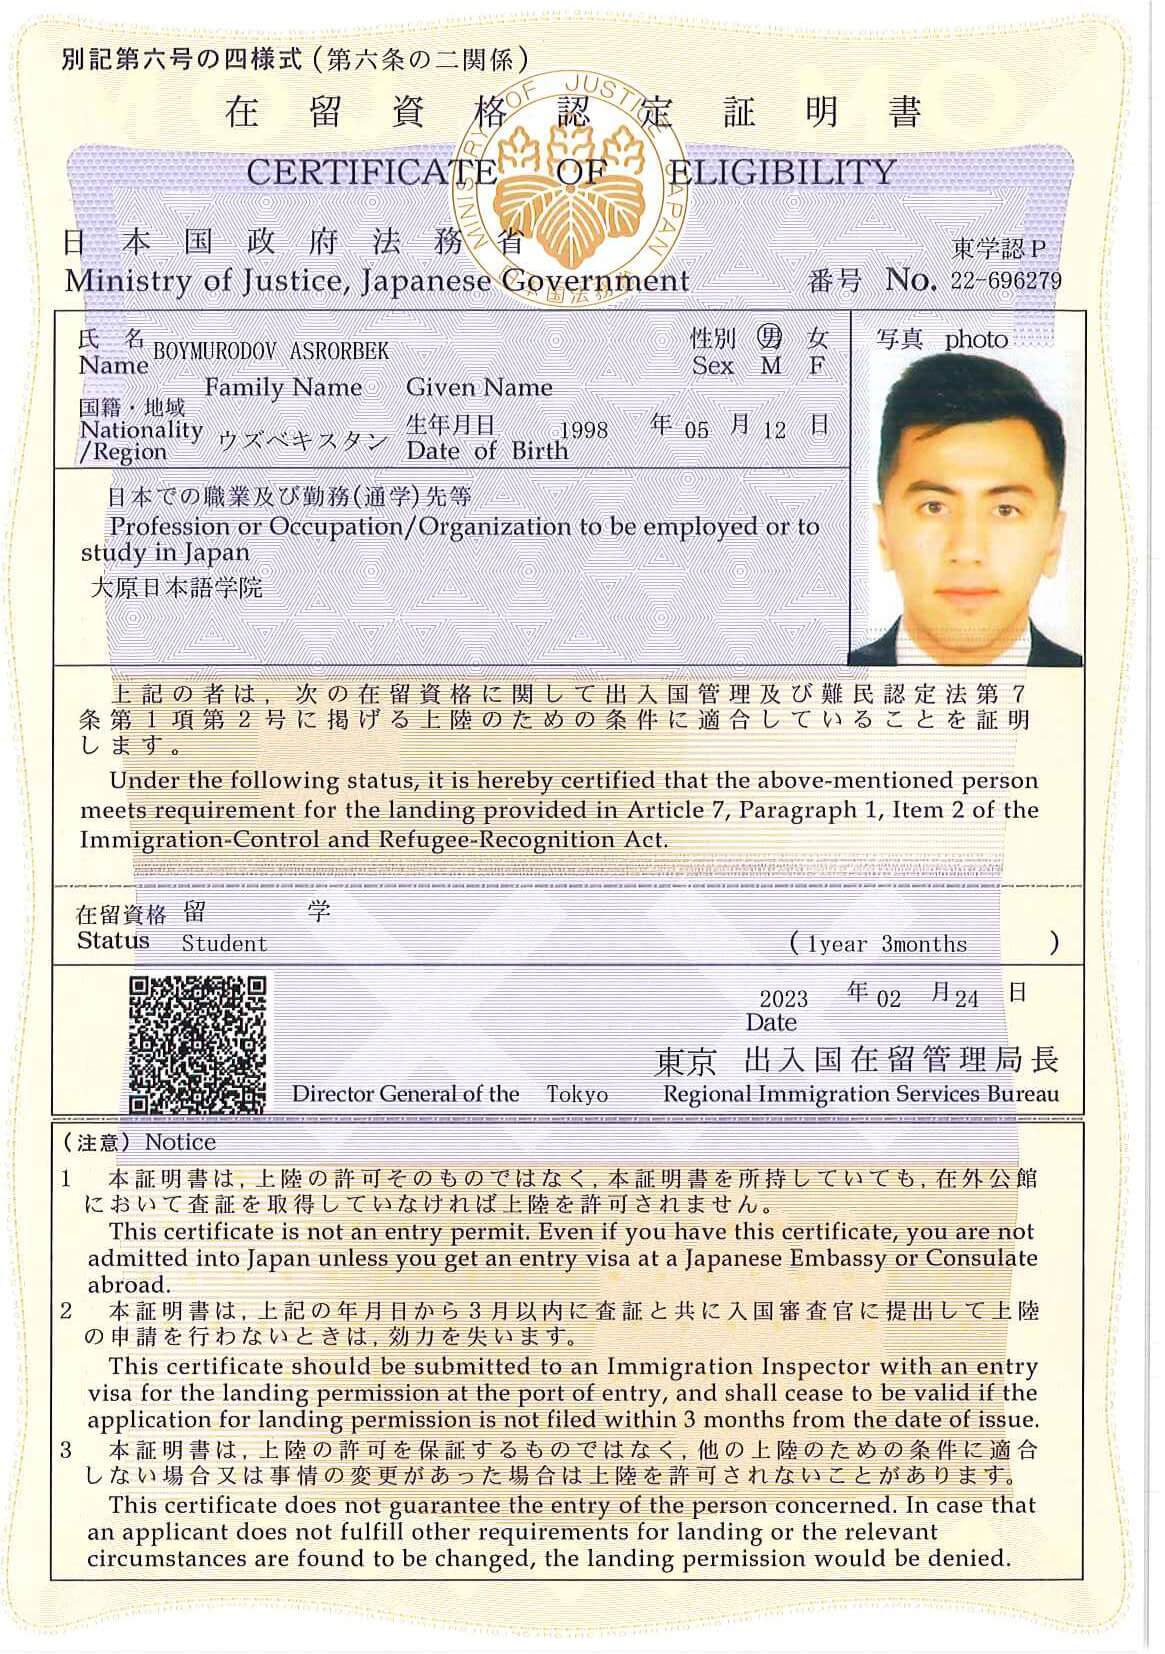 別記第六号の四様式(第六条の二関係)
在留資格認定証明書
CERTIFICATE OF ELIGIBILITY
MINISTRY OF JUSTICE JAPAN
日本国法務省
日本国政府法務省
東学認P
Ministry of Justice, Japanese Government
番号 No. 22-696279
氏名 BOYMURODOV ASRORBEK 性別 男 女
Name Sex M F
Family Name Given Name
写真 photo
国籍・地域 生年月日 1998 年 05 月 12 日
Nationality ウズベキスタン Date of Birth
/Region
日本での職業及び勤務(通学)先等
Profession or Occupation/Organization to be employed or to
study in Japan
大原日本語学院
上記の者は,次の在留資格に関して出入国管理及び難民認定法第7
条第1項第2号に掲げる上陸のための条件に適合していることを証明
します。
Under the following status, it is hereby certified that the above-mentioned person
meets requirement for the landing provided in Article 7, Paragraph 1, Item 2 of the
Immigration-Control and Refugee-Recognition Act.
在留資格 留学
Status Student (1year 3months )
2023 年 02 月 24 日
Date
東京 出入国在留管理局長
Director General of the Tokyo Regional Immigration Services Bureau
(注意) Notice
1 本証明書は,上陸の許可そのものではなく,本証明書を所持していても,在外公館
において査証を取得していなければ上陸を許可されません。
This certificate is not an entry permit. Even if you have this certificate, you are not
admitted into Japan unless you get an entry visa at a Japanese Embassy or Consulate
abroad.
2 本証明書は,上記の年月日から3月以内に査証と共に入国審査官に提出して上陸
の申請を行わないときは,効力を失います。
This certificate should be submitted to an Immigration Inspector with an entry
visa for the landing permission at the port of entry, and shall cease to be valid if the
application for landing permission is not filed within 3 months from the date of issue.
3 本証明書は,上陸の許可を保証するものではなく,他の上陸のための条件に適合
しない場合又は事情の変更があった場合は上陸を許可されないことがあります。
This certificate does not guarantee the entry of the person concerned. In case that
an applicant does not fulfill other requirements for landing or the relevant
circumstances are found to be changed, the landing permission would be denied.